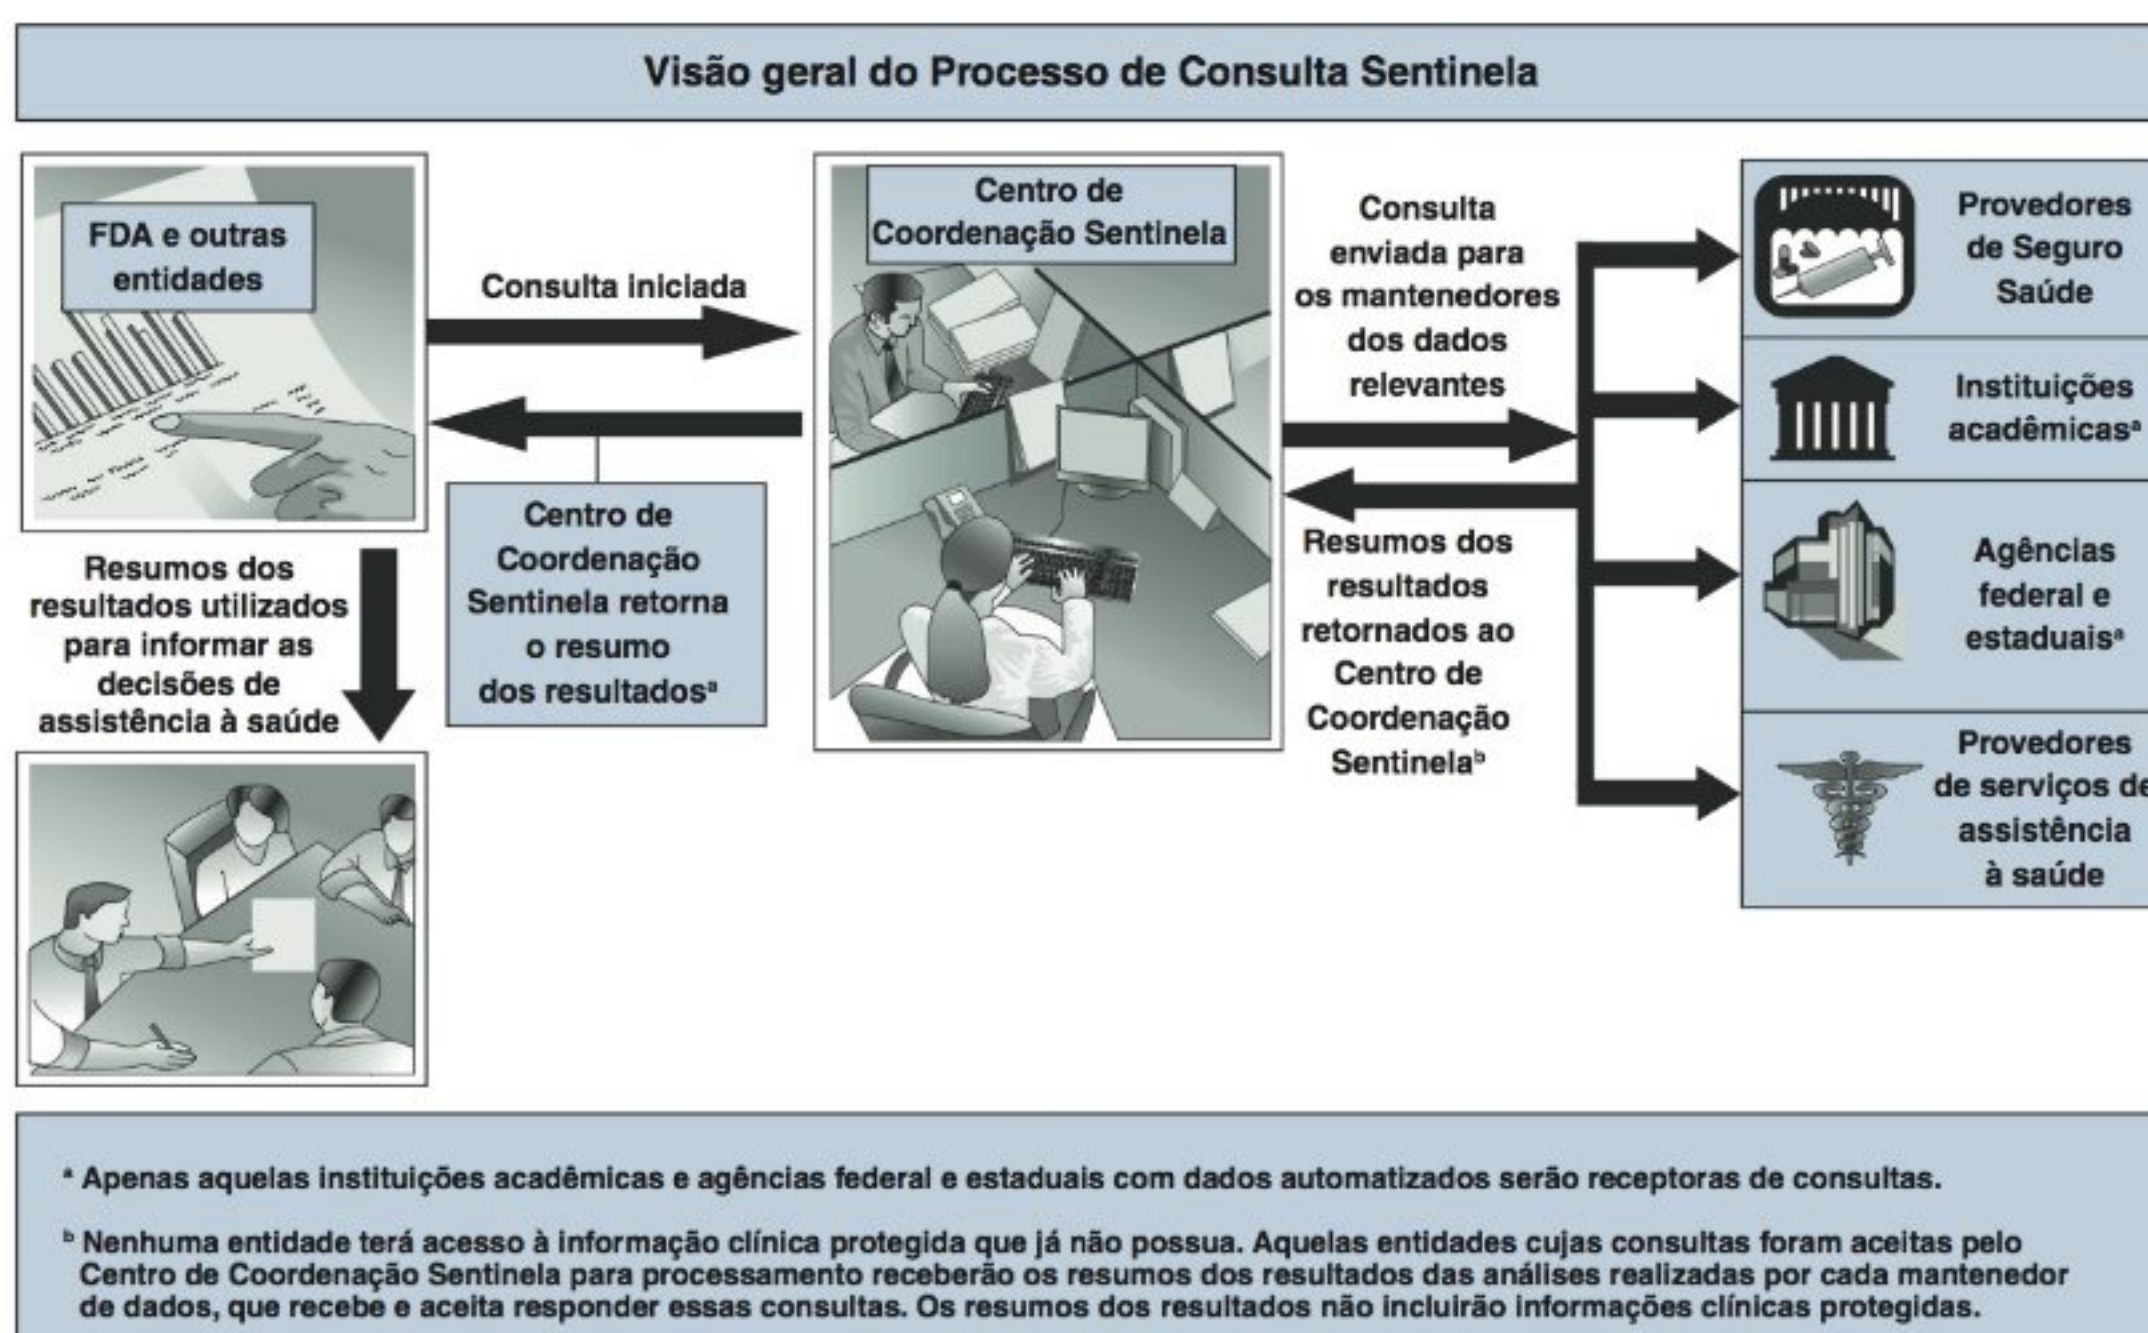 Visão geral do Processo de Consulta Sentinela
FDA e outras
entidades
Consulta iniciada
Centro de
Coordenação Sentinela
Consulta
enviada para
os mantenedores
dos dados
relevantes
Provedores
de Seguro
Saúde
Instituições
acadêmicasª
Agências
federal e
estaduaisª
Provedores
de serviços de
assistência
à saúde
Centro de
Coordenação
Sentinela retorna
o resumo
dos resultadosª
Resumos dos
resultados
retornados ao
Centro de
Coordenação
Sentinelaᵇ
Resumos dos
resultados utilizados
para informar as
decisões de
assistência à saúde
ª Apenas aquelas instituições acadêmicas e agências federal e estaduais com dados automatizados serão receptoras de consultas.
ᵇ Nenhuma entidade terá acesso à informação clínica protegida que já não possua. Aquelas entidades cujas consultas foram aceitas pelo
Centro de Coordenação Sentinela para processamento receberão os resumos dos resultados das análises realizadas por cada mantenedor
de dados, que recebe e aceita responder essas consultas. Os resumos dos resultados não incluirão informações clínicas protegidas.